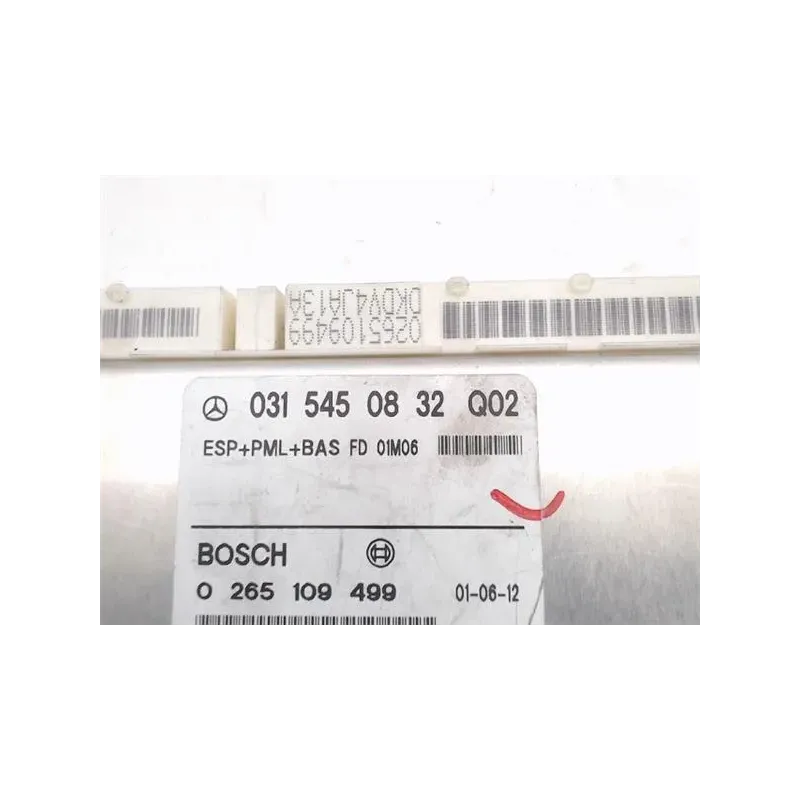 0265109499
DKDV4JA13A
031 545 08 32 Q02
ESP+PML+BAS FD 01M06
BOSCH
0 265 109 499 01-06-12